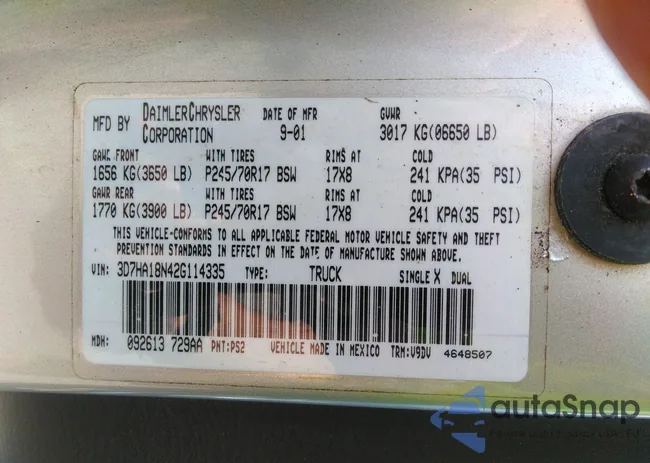 MFD BY DAIMLERCHRYSLER CORPORATION DATE OF MFR 9-01 GVWR 3017 KG(06650 LB)
GAWR FRONT WITH TIRES RIMS AT COLD
1656 KG(3650 LB) P245/70R17 BSW 17X8 241 KPA(35 PSI)
GAWR REAR WITH TIRES RIMS AT COLD
1770 KG(3900 LB) P245/70R17 BSW 17X8 241 KPA(35 PSI)
THIS VEHICLE-CONFORMS TO ALL APPLICABLE FEDERAL MOTOR VEHICLE SAFETY AND THEFT
PREVENTION STANDARDS IN EFFECT ON THE DATE OF MANUFACTURE SHOWN ABOVE.
VIN: 3D7HA18N42G114335 TYPE: TRUCK SINGLE X DUAL
MDH: 092613 729AA PNT:PS2 VEHICLE MADE IN MEXICO TRM:V9DV 4648507
autoSnap